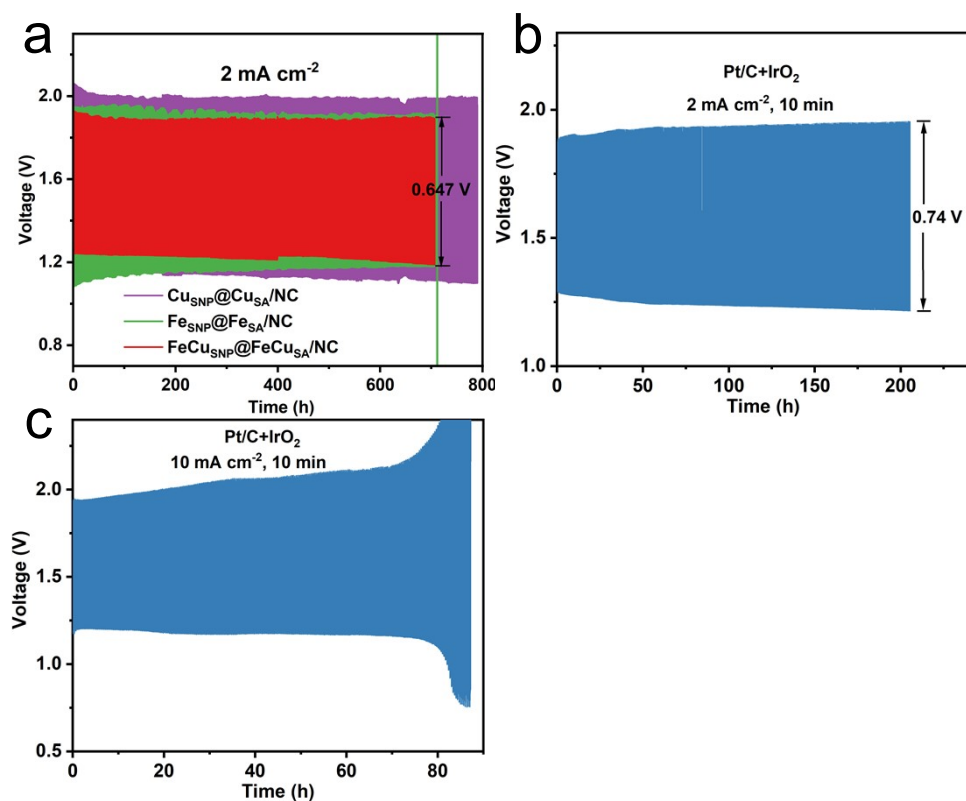 a
2 mA cm⁻²
0.647 V
Cu_SNP@Cu_SA/NC
Fe_SNP@Fe_SA/NC
FeCu_SNP@FeCu_SA/NC
Voltage (V)
2.0
1.6
1.2
0.8
0 200 400 600 800
Time (h)
b
Pt/C+IrO₂
2 mA cm⁻², 10 min
0.74 V
Voltage (V)
2.0
1.5
1.0
0 50 100 150 200
Time (h)
c
Pt/C+IrO₂
10 mA cm⁻², 10 min
Voltage (V)
2.0
1.5
1.0
0.5
0 20 40 60 80
Time (h)